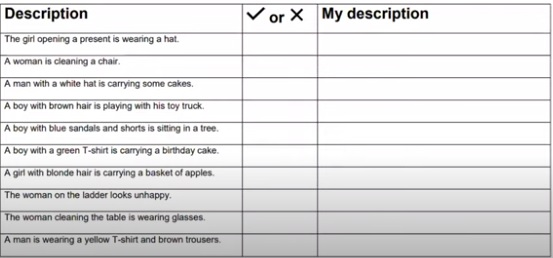 Description ✓ or ✕ My description
The girl opening a present is wearing a hat.
A woman is cleaning a chair.
A man with a white hat is carrying some cakes.
A boy with brown hair is playing with his toy truck.
A boy with blue sandals and shorts is sitting in a tree.
A boy with a green T-shirt is carrying a birthday cake.
A girl with blonde hair is carrying a basket of apples.
The woman on the ladder looks unhappy.
The woman cleaning the table is wearing glasses.
A man is wearing a yellow T-shirt and brown trousers.